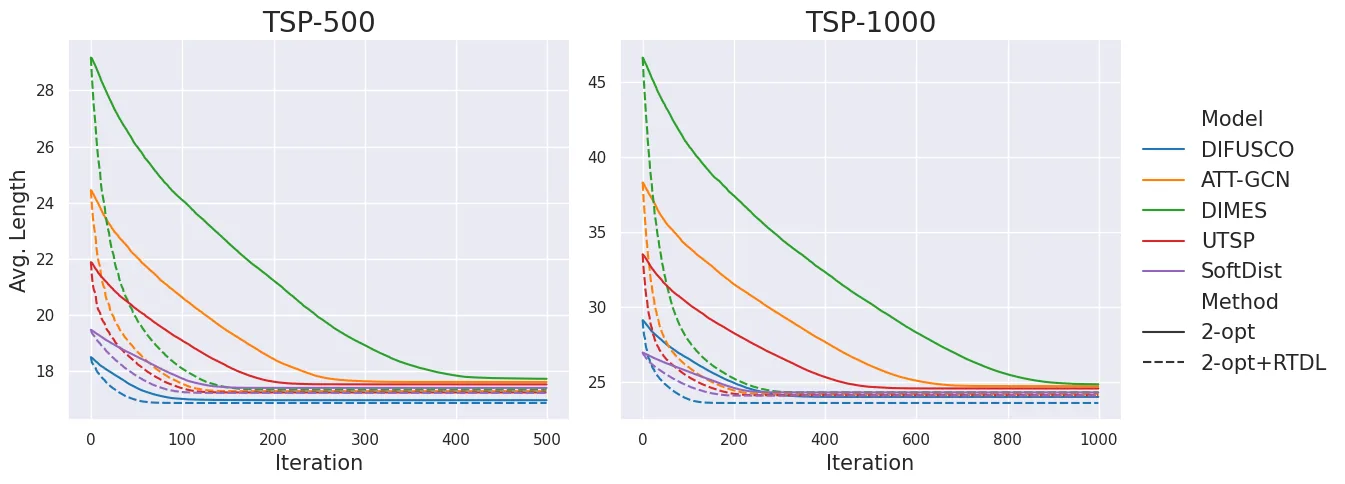 TSP-500
TSP-1000
Avg. Length
28
26
24
22
20
18
0
100
200
300
400
500
Iteration
45
40
35
30
25
0
200
400
600
800
1000
Iteration
Model
DIFUSCO
ATT-GCN
DIMES
UTSP
SoftDist
Method
2-opt
2-opt+RTDL